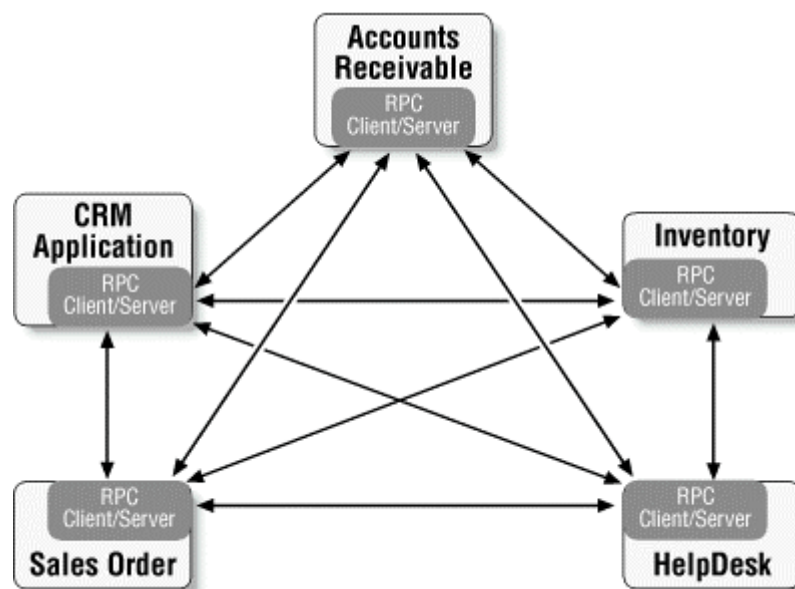 Accounts
Receivable
RPC
Client/Server
CRM
Application
RPC
Client/Server
Inventory
RPC
Client/Server
RPC
Client/Server
Sales Order
RPC
Client/Server
HelpDesk